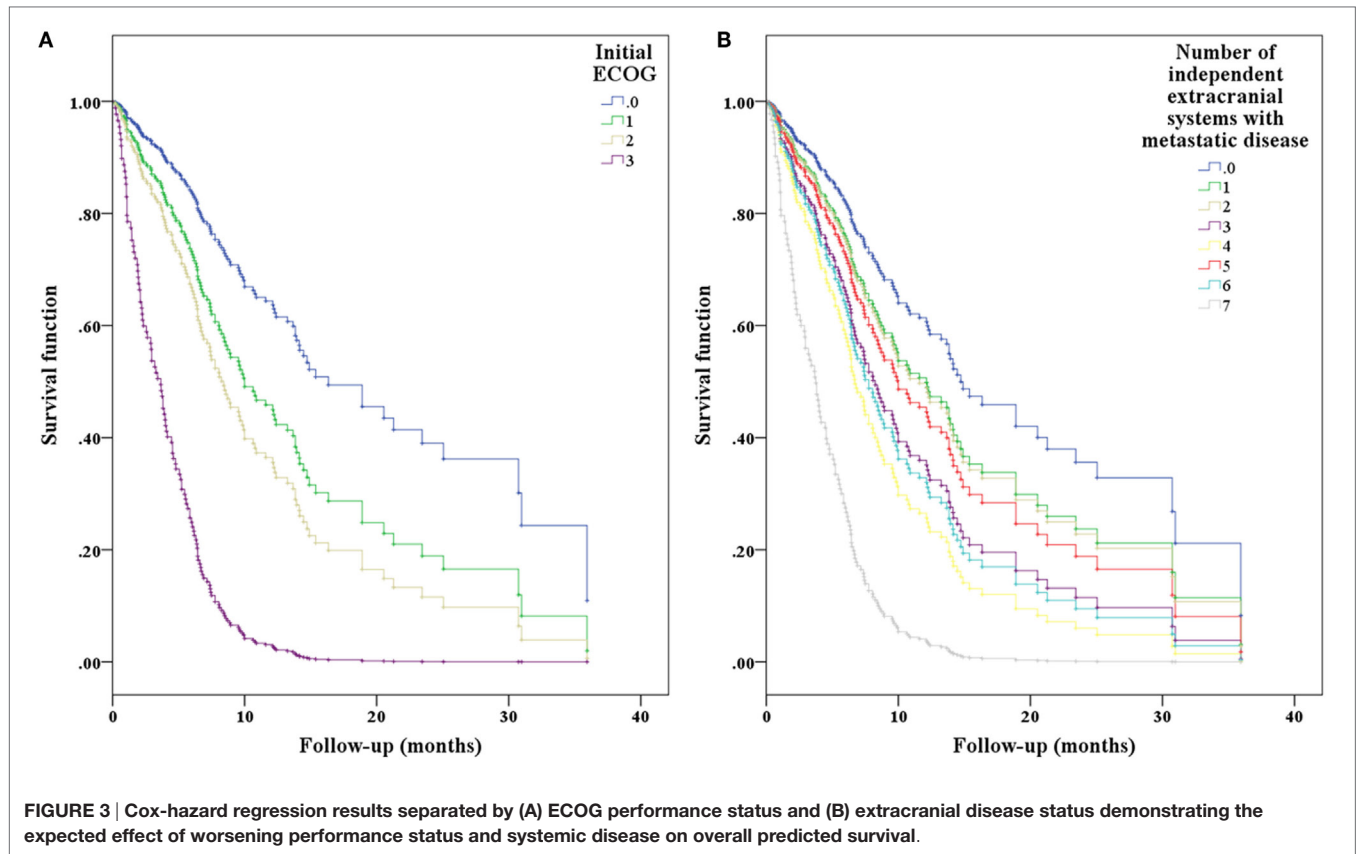 A
Initial
ECOG
.0
1
2
3
1.00
.80
.60
.40
.20
.00
Survival function
0
10
20
30
40
Follow-up (months)
B
Number of
independent
extracranial
systems with
metastatic disease
.0
1
2
3
4
5
6
7
1.00
.80
.60
.40
.20
.00
Survival function
0
10
20
30
40
Follow-up (months)
FIGURE 3 | Cox-hazard regression results separated by (A) ECOG performance status and (B) extracranial disease status demonstrating the
expected effect of worsening performance status and systemic disease on overall predicted survival.